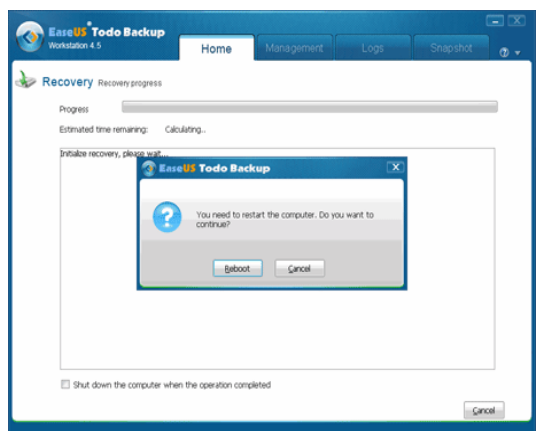 EaseUS Todo Backup
Workstation 4.5
Home
Management
Logs
Snapshot
Recovery Recovery progress
Progress
Estimated time remaining: Calculating..
Initialize recovery, please wait...
EaseUS Todo Backup
You need to restart the computer. Do you want to
continue?
Reboot
Cancel
Shut down the computer when the operation completed
Cancel